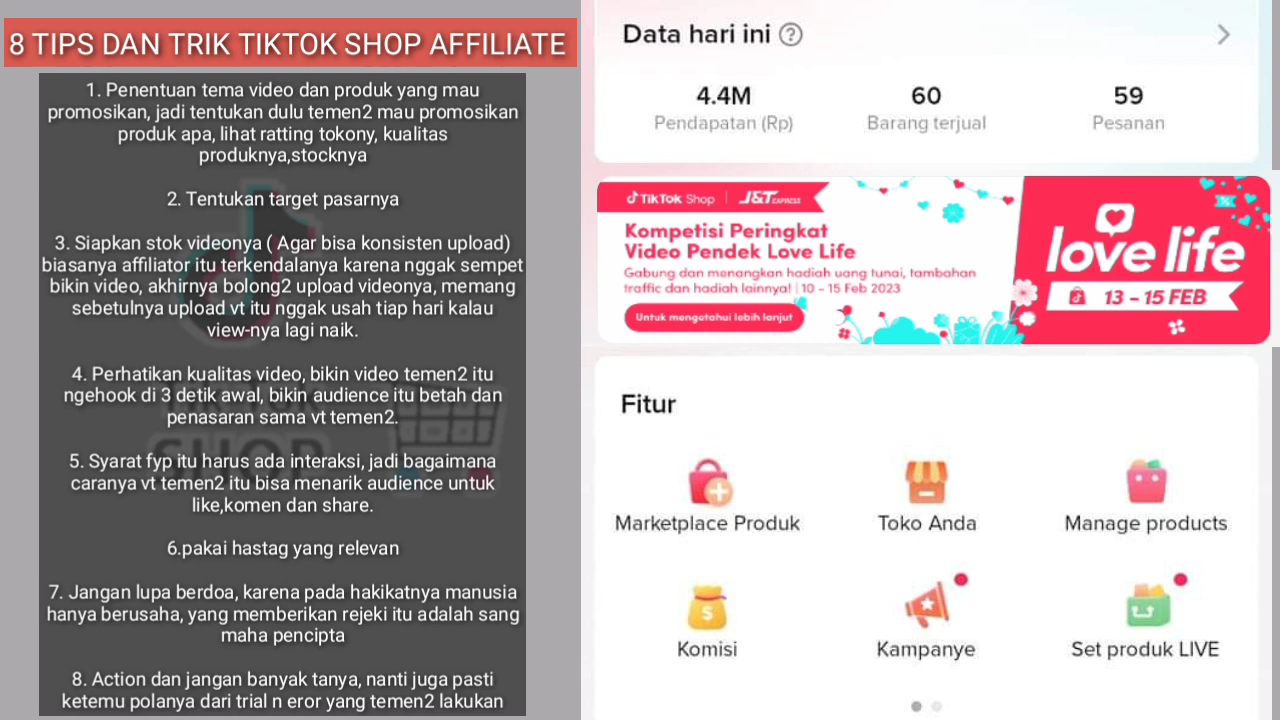 8 TIPS DAN TRIK TIKTOK SHOP AFFILIATE
1. Penentuan tema video dan produk yang mau
promosikan, jadi tentukan dulu temen2 mau promosikan
produk apa, lihat ratting tokony, kualitas
produknya,stocknya
2. Tentukan target pasarnya
3. Siapkan stok videonya ( Agar bisa konsisten upload)
biasanya affiliator itu terkendalanya karena nggak sempet
bikin video, akhirnya bolong2 upload videonya, memang
sebetulnya upload vt itu nggak usah tiap hari kalau
view-nya lagi naik.
4. Perhatikan kualitas video, bikin video temen2 itu
ngehook di 3 detik awal, bikin audience itu betah dan
penasaran sama vt temen2.
5. Syarat fyp itu harus ada interaksi, jadi bagaimana
caranya vt temen2 itu bisa menarik audience untuk
like,komen dan share.
6.pakai hastag yang relevan
7. Jangan lupa berdoa, karena pada hakikatnya manusia
hanya berusaha, yang memberikan rejeki itu adalah sang
maha pencipta
8. Action dan jangan banyak tanya, nanti juga pasti
ketemu polanya dari trial n eror yang temen2 lakukan
TIKTOK
SHOP
Data hari ini ?
4.4M 60 59
Pendapatan (Rp) Barang terjual Pesanan
TikTok Shop | J&T EXPRESS
Kompetisi Peringkat
Video Pendek Love Life
Gabung dan menangkan hadiah uang tunai, tambahan
traffic dan hadiah lainnya! | 10 - 15 Feb 2023
Untuk mengetahui lebih lanjut
love life
13 - 15 FEB
Fitur
Marketplace Produk Toko Anda Manage products
Komisi Kampanye Set produk LIVE